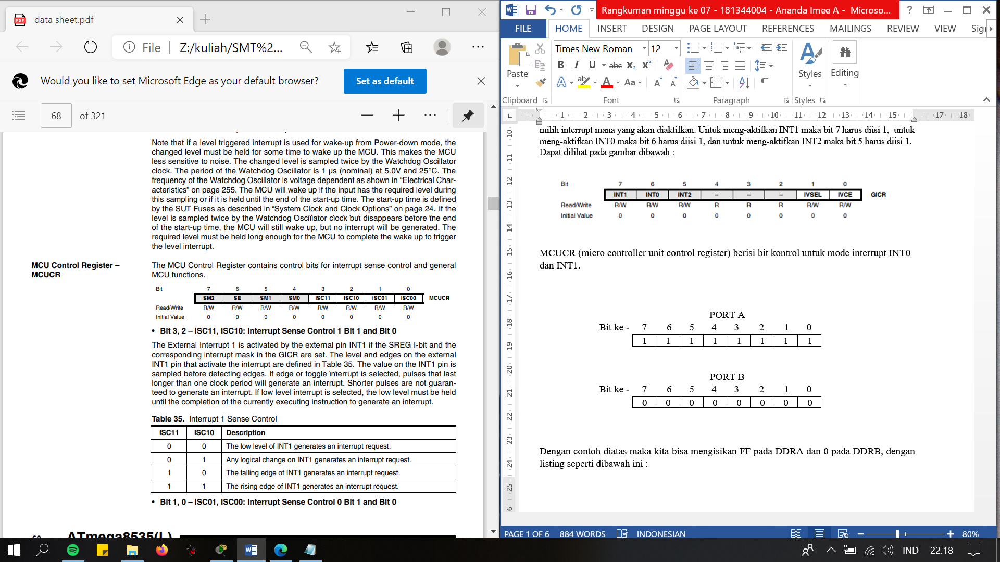 data sheet.pdf
File | Z:/kuliah/SMT%2...
Would you like to set Microsoft Edge as your default browser?
Set as default
68 of 321
Note that if a level triggered interrupt is used for wake-up from Power-down mode, the
changed level must be held for some time to wake up the MCU. This makes the MCU
less sensitive to noise. The changed level is sampled twice by the Watchdog Oscillator
clock. The period of the Watchdog Oscillator is 1 µs (nominal) at 5.0V and 25°C. The
frequency of the Watchdog Oscillator is voltage dependent as shown in “Electrical Char-
acteristics” on page 255. The MCU will wake up if the input has the required level during
this sampling or if it is held until the end of the start-up time. The start-up time is defined
by the SUT Fuses as described in “System Clock and Clock Options” on page 24. If the
level is sampled twice by the Watchdog Oscillator clock but disappears before the end
of the start-up time, the MCU will still wake up, but no interrupt will be generated. The
required level must be held long enough for the MCU to complete the wake up to trigger
the level interrupt.
MCU Control Register –
MCUCR
The MCU Control Register contains control bits for interrupt sense control and general
MCU functions.
Bit 7 6 5 4 3 2 1 0
SM2 SE SM1 SM0 ISC11 ISC10 ISC01 ISC00 MCUCR
Read/Write R/W R/W R/W R/W R/W R/W R/W R/W
Initial Value 0 0 0 0 0 0 0 0
• Bit 3, 2 – ISC11, ISC10: Interrupt Sense Control 1 Bit 1 and Bit 0
The External Interrupt 1 is activated by the external pin INT1 if the SREG I-bit and the
corresponding interrupt mask in the GICR are set. The level and edges on the external
INT1 pin that activate the interrupt are defined in Table 35. The value on the INT1 pin is
sampled before detecting edges. If edge or toggle interrupt is selected, pulses that last
longer than one clock period will generate an interrupt. Shorter pulses are not guaran-
teed to generate an interrupt. If low level interrupt is selected, the low level must be held
until the completion of the currently executing instruction to generate an interrupt.
Table 35. Interrupt 1 Sense Control
ISC11 ISC10 Description
0 0 The low level of INT1 generates an interrupt request.
0 1 Any logical change on INT1 generates an interrupt request.
1 0 The falling edge of INT1 generates an interrupt request.
1 1 The rising edge of INT1 generates an interrupt request.
• Bit 1, 0 – ISC01, ISC00: Interrupt Sense Control 0 Bit 1 and Bit 0
68 ATmega8535(L)
Rangkuman minggu ke 07 - 181344004 - Ananda Imee A - Microso...
FILE HOME INSERT DESIGN PAGE LAYOUT REFERENCES MAILINGS REVIEW VIEW Sign
Paste Times New Roman 12 Styles Editing
Clipboard Font Paragraph Styles
1 2 3 4 5 6 7 8 9 10 11 12 13 14 15 17 18
milih interrupt mana yang akan diaktifkan. Untuk meng-aktifkan INT1 maka bit 7 harus diisi 1, untuk
meng-aktifkan INT0 maka bit 6 harus diisi 1, dan untuk meng-aktifkan INT2 maka bit 5 harus diisi 1.
Dapat dilihat pada gambar dibawah :
Bit 7 6 5 4 3 2 1 0
INT1 INT0 INT2 – – – IVSEL IVCE GICR
Read/Write R/W R/W R/W R R R R/W R/W
Initial Value 0 0 0 0 0 0 0 0
MCUCR (micro controller unit control register) berisi bit kontrol untuk mode interrupt INT0
dan INT1.
PORT A
Bit ke - 7 6 5 4 3 2 1 0
1 1 1 1 1 1 1 1
PORT B
Bit ke - 7 6 5 4 3 2 1 0
0 0 0 0 0 0 0 0
Dengan contoh diatas maka kita bisa mengisikan FF pada DDRA dan 0 pada DDRB, dengan
listing seperti dibawah ini :
PAGE 1 OF 6 884 WORDS INDONESIAN 80%
IND 22.18